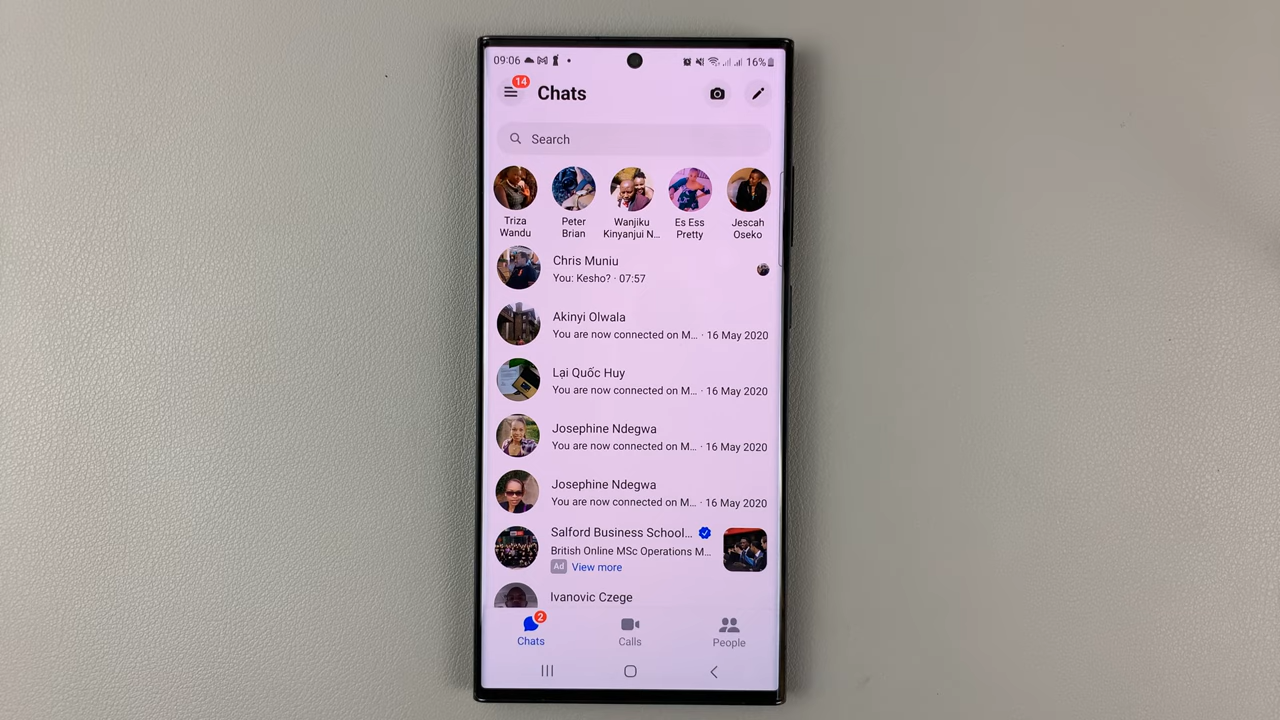 09:06
16%
14
Chats
Search
Triza
Wandu
Peter
Brian
Wanjiku
Kinyanjui N...
Es Ess
Pretty
Jescah
Oseko
Chris Muniu
You: Kesho? · 07:57
Akinyi Olwala
You are now connected on M... · 16 May 2020
Lại Quốc Huy
You are now connected on M... · 16 May 2020
Josephine Ndegwa
You are now connected on M... · 16 May 2020
Josephine Ndegwa
You are now connected on M... · 16 May 2020
Salford Business School...
British Online MSc Operations M...
Ad View more
Ivanovic Czege
2
Chats
Calls
People